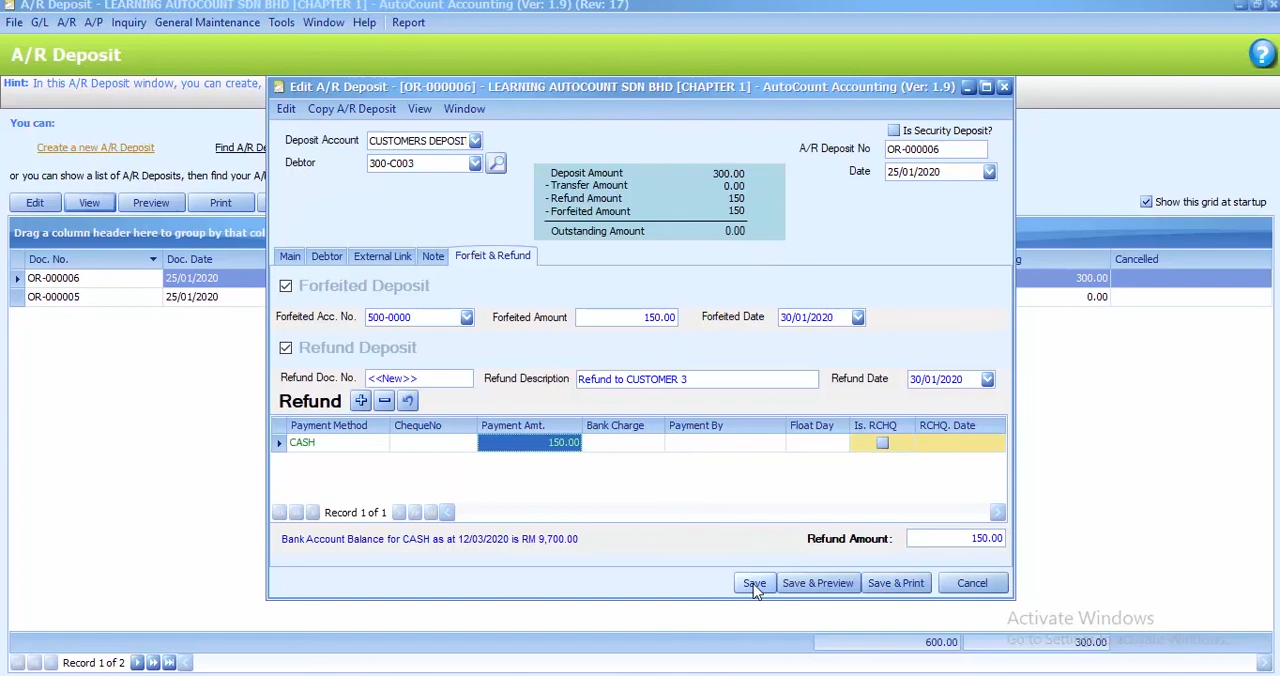 A/R Deposit - LEARNING AUTOCOUNT SDN BHD [CHAPTER 1] - AutoCount Accounting (Ver: 1.9) (Rev: 17)
File G/L A/R A/P Inquiry General Maintenance Tools Window Help Report
A/R Deposit
?
Hint: In this A/R Deposit window, you can create,
You can:
Create a new A/R Deposit Find A/R De
or you can show a list of A/R Deposits, then find your A/
Edit View Preview Print
Show this grid at startup
Drag a column header here to group by that col
Doc. No. Doc. Date
g Cancelled
OR-000006 25/01/2020 300.00
OR-000005 25/01/2020 0.00
Edit A/R Deposit - [OR-000006] - LEARNING AUTOCOUNT SDN BHD [CHAPTER 1] - AutoCount Accounting (Ver: 1.9)
Edit Copy A/R Deposit View Window
Is Security Deposit?
Deposit Account CUSTOMERS DEPOSIT
A/R Deposit No OR-000006
Debtor 300-C003
Date 25/01/2020
Deposit Amount 300.00
- Transfer Amount 0.00
- Refund Amount 150
- Forfeited Amount 150
Outstanding Amount 0.00
Main Debtor External Link Note Forfeit & Refund
Forfeited Deposit
Forfeited Acc. No. 500-0000 Forfeited Amount 150.00 Forfeited Date 30/01/2020
Refund Deposit
Refund Doc. No. <<New>> Refund Description Refund to CUSTOMER 3 Refund Date 30/01/2020
Refund
Payment Method ChequeNo Payment Amt. Bank Charge Payment By Float Day Is. RCHQ RCHQ. Date
CASH 150.00
Record 1 of 1
Bank Account Balance for CASH as at 12/03/2020 is RM 9,700.00 Refund Amount: 150.00
Save Save & Preview Save & Print Cancel
Activate Windows
Go to Settings to activate Windows.
600.00 300.00
Record 1 of 2